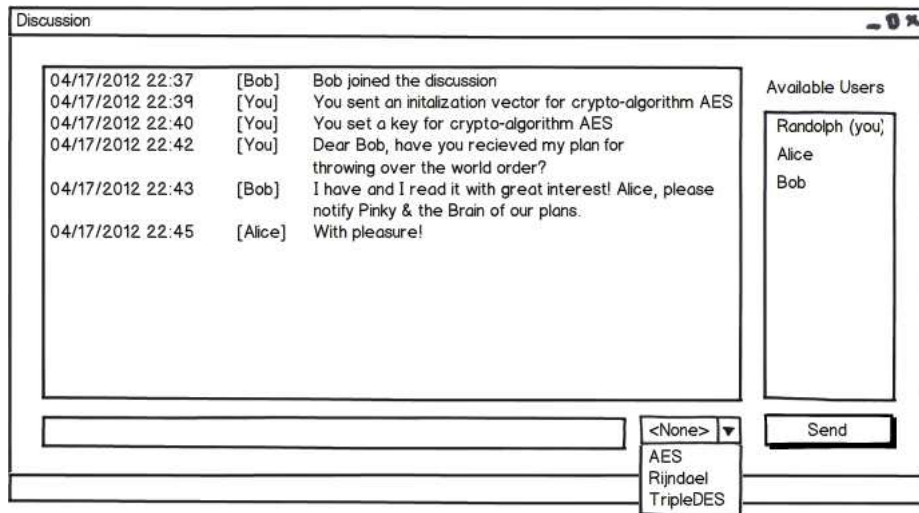 Discussion
04/17/2012 22:37 [Bob] Bob joined the discussion
04/17/2012 22:39 [You] You sent an initalization vector for crypto-algorithm AES
04/17/2012 22:40 [You] You set a key for crypto-algorithm AES
04/17/2012 22:42 [You] Dear Bob, have you recieved my plan for
throwing over the world order?
04/17/2012 22:43 [Bob] I have and I read it with great interest! Alice, please
notify Pinky & the Brain of our plans.
04/17/2012 22:45 [Alice] With pleasure!
Available Users
Randolph (you)
Alice
Bob
<None>
Send
AES
Rijndael
TripleDES